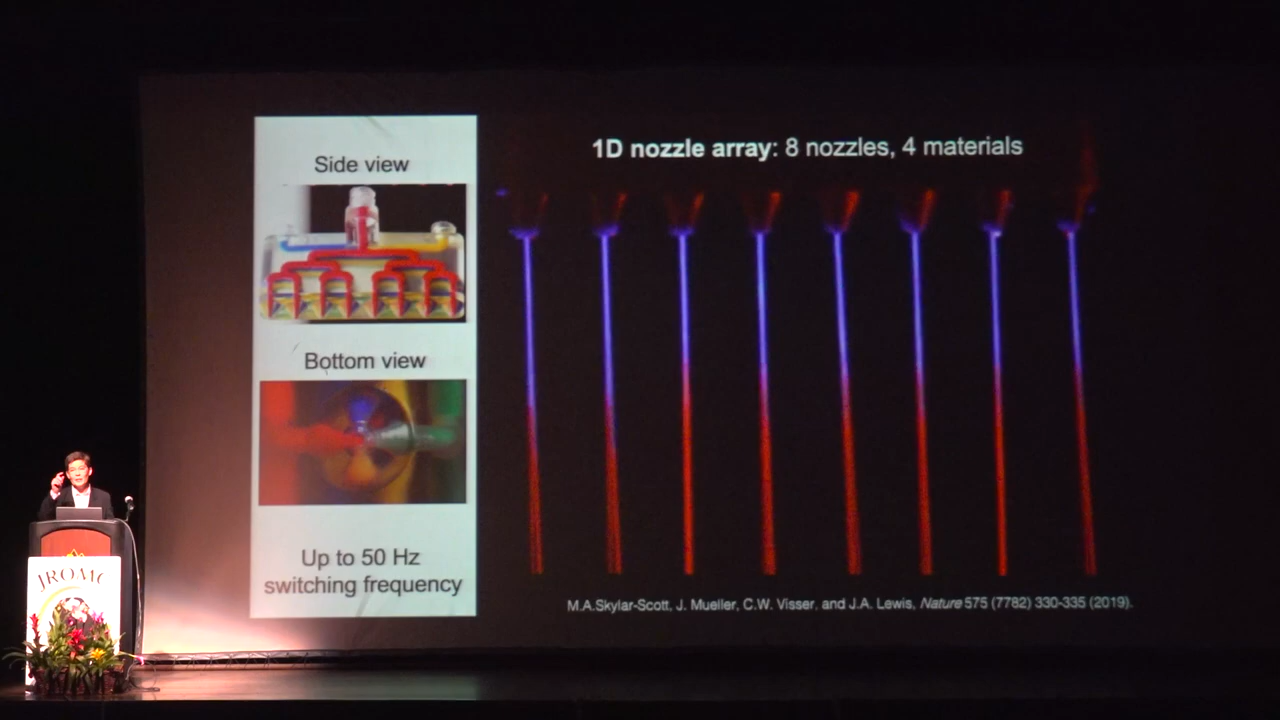 1D nozzle array: 8 nozzles, 4 materials
Side view
Bottom view
Up to 50 Hz
switching frequency
M.A.Skylar-Scott, J. Mueller, C.W. Visser, and J.A. Lewis, Nature 575 (7782) 330-335 (2019).